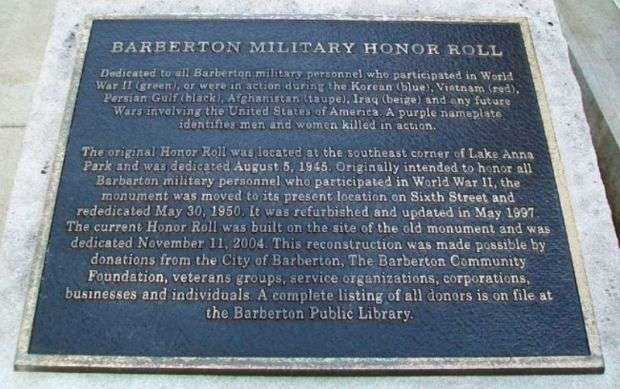 BARBERTON MILITARY HONOR ROLL
Dedicated to all Barberton military personnel who participated in World
War II (green), or were in action during the Korean (blue), Vietnam (red),
Persian Gulf (black), Afghanistan (taupe), Iraq (beige) and any future
Wars involving the United States of America. A purple nameplate
identifies men and women killed in action.
The original Honor Roll was located at the southeast corner of Lake Anna
Park and was dedicated August 5, 1945. Originally intended to honor all
Barberton military personnel who participated in World War II, the
monument was moved to its present location on Sixth Street and
rededicated May 30, 1950. It was refurbished and updated in May 1997.
The current Honor Roll was built on the site of the old monument and was
dedicated November 11, 2004. This reconstruction was made possible by
donations from the City of Barberton, The Barberton Community
Foundation, veterans groups, service organizations, corporations,
businesses and individuals. A complete listing of all donors is on file at
the Barberton Public Library.